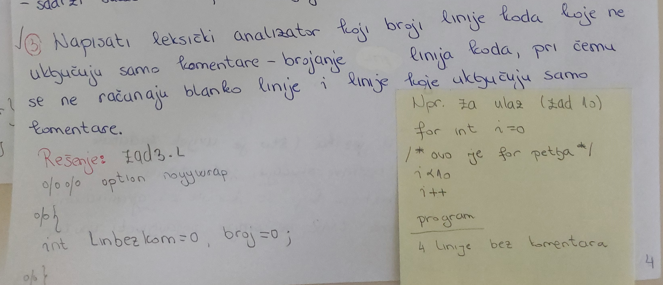 ③ Napisati leksički analizator koji broji linije koda koje ne
uključuju samo komentare - brojanje linija koda, pri čemu
se ne računaju blanko linije i linije koje uključuju samo
komentare.
Rešenje: zad3.L
%% option noyywrap
%{
int Linbezkom=0, broj=0;
%}
Npr. za ulaz (zad 10)
for int i=0
/* ovo je for petlja */
i<10
i++
program
4 linije bez komentara
4